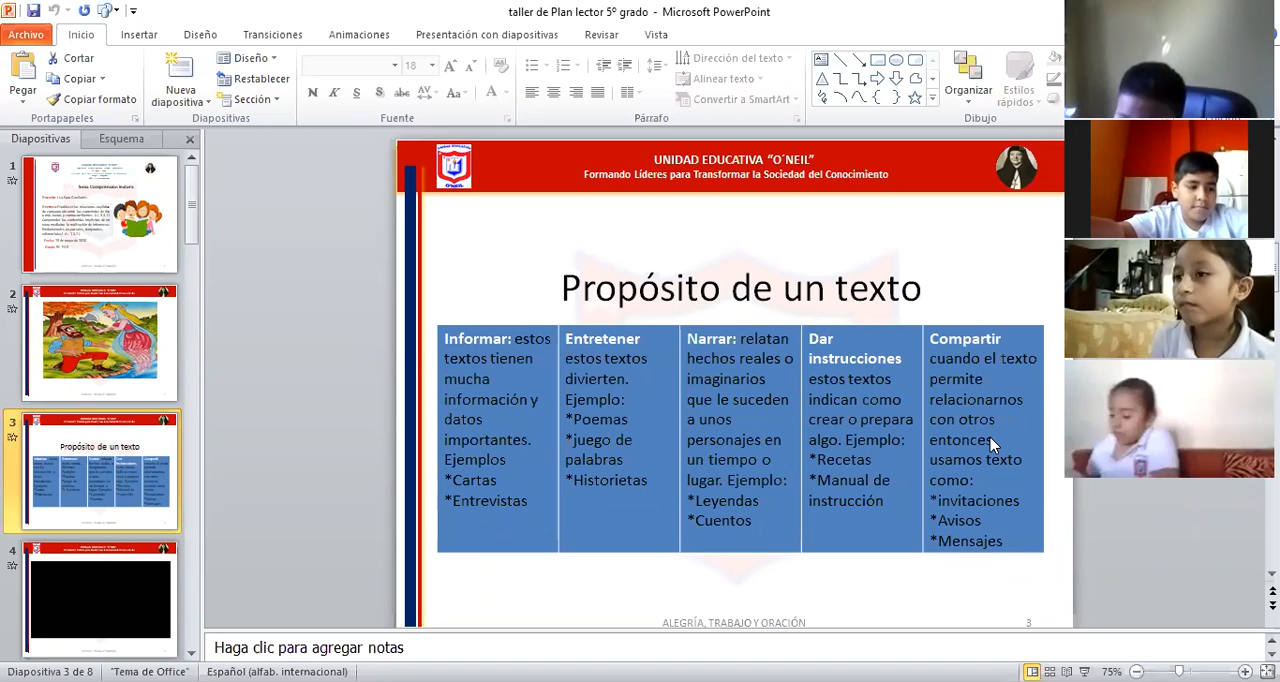 taller de Plan lector 5º grado - Microsoft PowerPoint
Archivo Inicio Insertar Diseño Transiciones Animaciones Presentación con diapositivas Revisar Vista
Pegar
Cortar
Copiar
Copiar formato
Portapapeles
Nueva diapositiva
Diseño
Restablecer
Sección
Diapositivas
18
N K S S abc AV Aa A
Fuente
Dirección del texto
Alinear texto
Convertir a SmartArt
Párrafo
Organizar
Estilos rápidos
Dibujo
Diapositivas Esquema
1
2
3
Propósito de un texto
4
UNIDAD EDUCATIVA “O´NEIL”
Formando Líderes para Transformar la Sociedad del Conocimiento
Propósito de un texto
Informar: estos
textos tienen
mucha
información y
datos
importantes.
Ejemplos
*Cartas
*Entrevistas
Entretener
estos textos
divierten.
Ejemplo:
*Poemas
*juego de
palabras
*Historietas
Narrar: relatan
hechos reales o
imaginarios
que le suceden
a unos
personajes en
un tiempo o
lugar. Ejemplo:
*Leyendas
*Cuentos
Dar
instrucciones
estos textos
indican como
crear o prepara
algo. Ejemplo:
*Recetas
*Manual de
instrucción
Compartir
cuando el texto
permite
relacionarnos
con otros
entonces
usamos texto
como:
*invitaciones
*Avisos
*Mensajes
ALEGRÍA, TRABAJO Y ORACIÓN 3
Haga clic para agregar notas
Diapositiva 3 de 8 "Tema de Office" Español (alfab. internacional) 75%